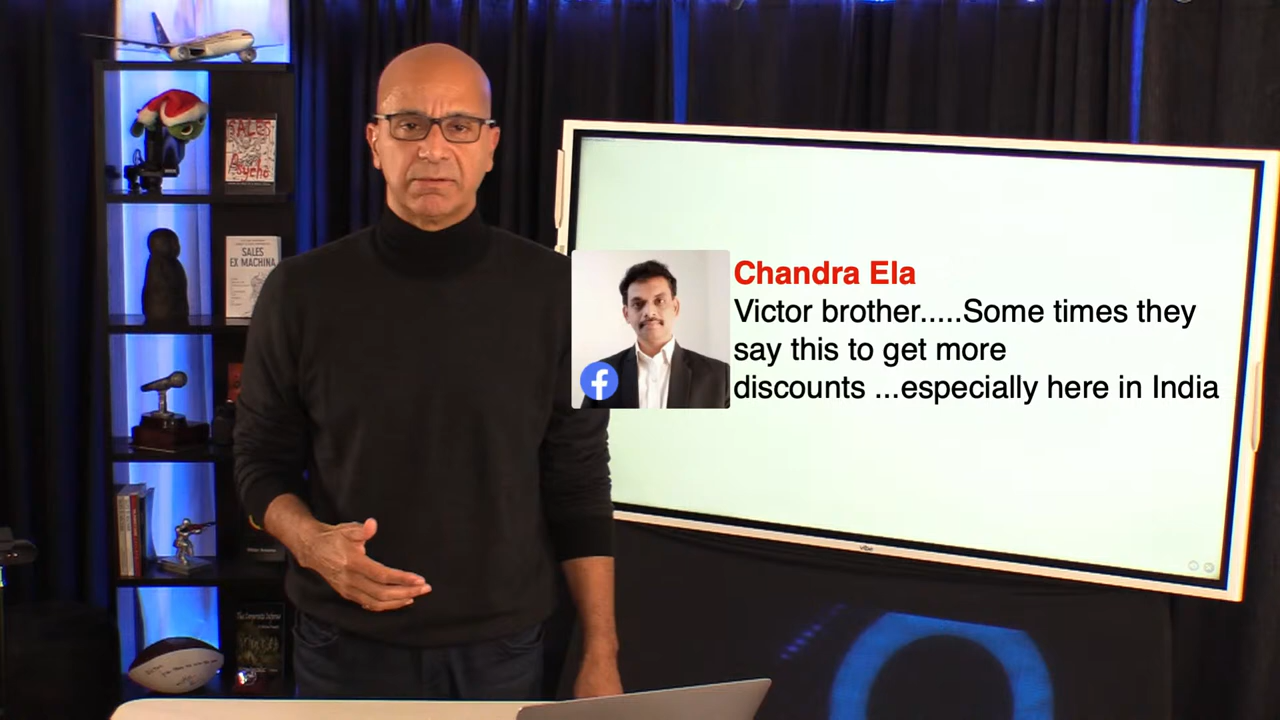 SALES
Psycho
SALES
EX MACHINA
Chandra Ela
Victor brother.....Some times they
say this to get more
discounts ...especially here in India
vibe